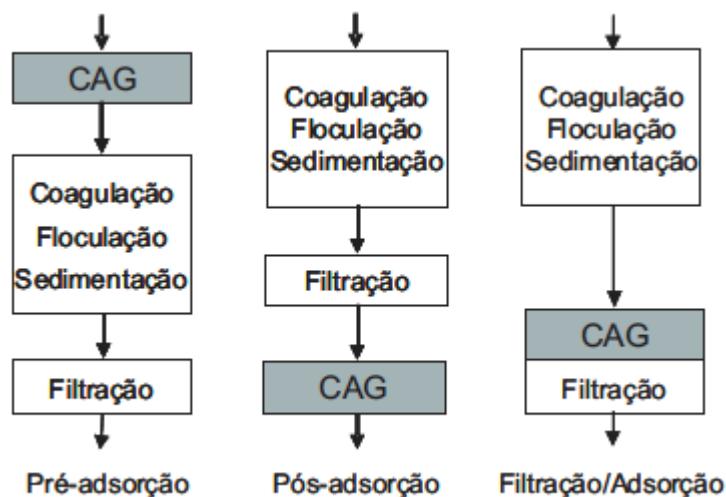 CAG
Coagulação
Floculação
Sedimentação
Filtração
Pré-adsorção
Coagulação
Floculação
Sedimentação
Filtração
CAG
Pós-adsorção
Coagulação
Floculação
Sedimentação
CAG
Filtração
Filtração/Adsorção